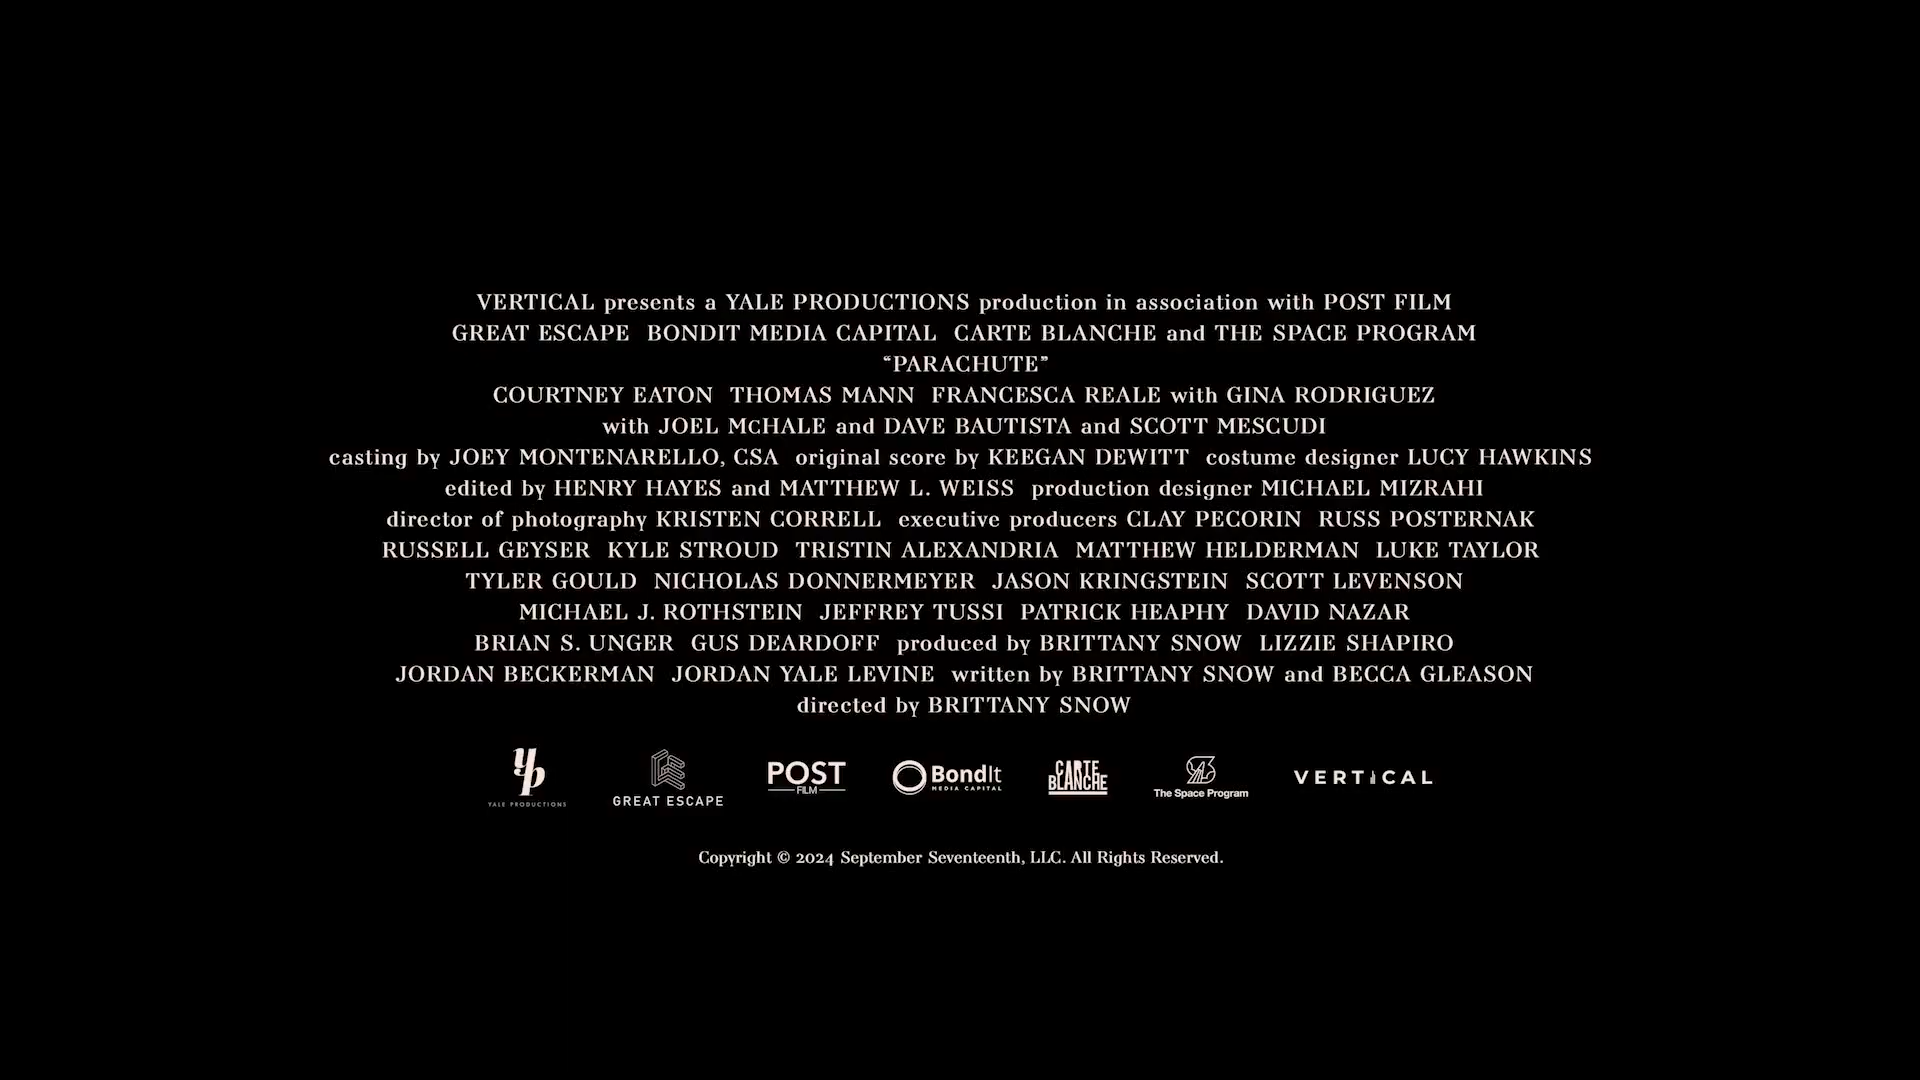 VERTICAL presents a YALE PRODUCTIONS production in association with POST FILM
GREAT ESCAPE BONDIT MEDIA CAPITAL CARTE BLANCHE and THE SPACE PROGRAM
“PARACHUTE”
COURTNEY EATON THOMAS MANN FRANCESCA REALE with GINA RODRIGUEZ
with JOEL McHALE and DAVE BAUTISTA and SCOTT MESCUDI
casting by JOEY MONTENARELLO, CSA original score by KEEGAN DEWITT costume designer LUCY HAWKINS
edited by HENRY HAYES and MATTHEW L. WEISS production designer MICHAEL MIZRAHI
director of photography KRISTEN CORRELL executive producers CLAY PECORIN RUSS POSTERNAK
RUSSELL GEYSER KYLE STROUD TRISTIN ALEXANDRIA MATTHEW HELDERMAN LUKE TAYLOR
TYLER GOULD NICHOLAS DONNERMEYER JASON KRINGSTEIN SCOTT LEVENSON
MICHAEL J. ROTHSTEIN JEFFREY TUSSI PATRICK HEAPHY DAVID NAZAR
BRIAN S. UNGER GUS DEARDOFF produced by BRITTANY SNOW LIZZIE SHAPIRO
JORDAN BECKERMAN JORDAN YALE LEVINE written by BRITTANY SNOW and BECCA GLEASON
directed by BRITTANY SNOW
yp
YALE PRODUCTIONS
GREAT ESCAPE
POST
FILM
BondIt
MEDIA CAPITAL
CARTE
BLANCHE
The Space Program
VERTICAL
Copyright © 2024 September Seventeenth, LLC. All Rights Reserved.